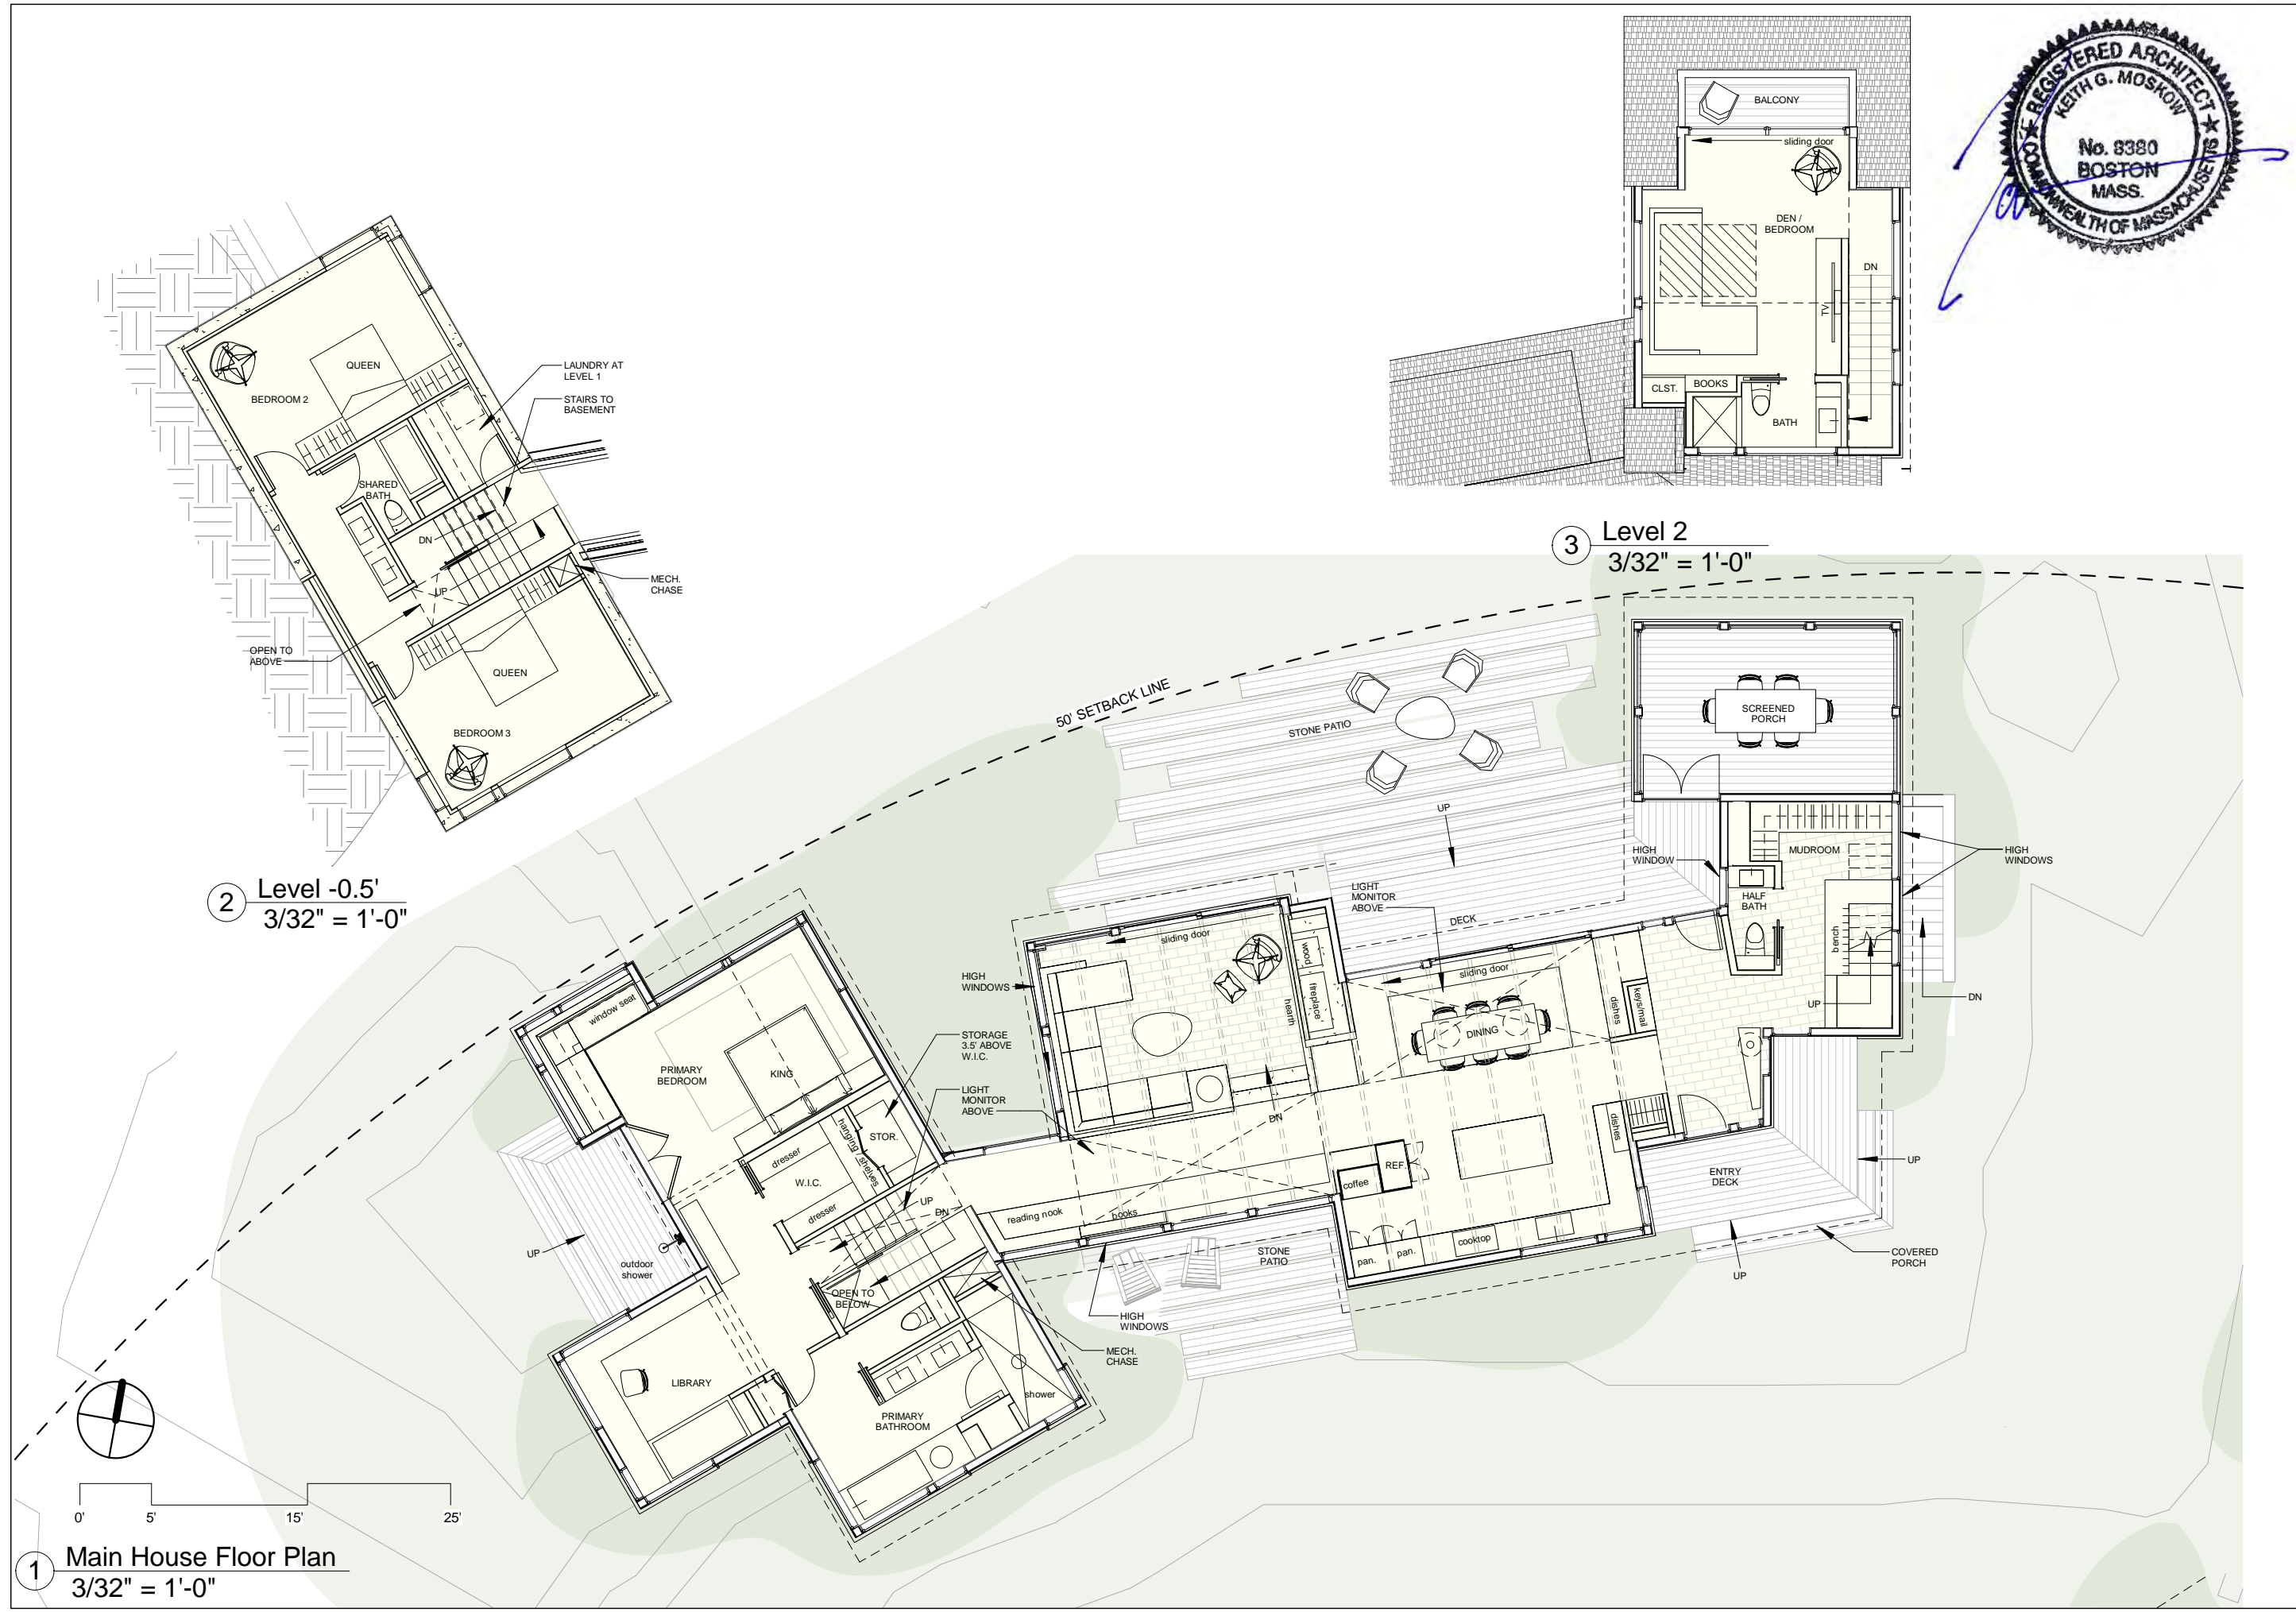 BALCONY
sliding door
DEN /
BEDROOM
DN
TV
CLST.
BOOKS
BATH
REGISTERED ARCHITECT
KEITH G. MOSKOW
No. 8380
BOSTON
MASS.
COMMONWEALTH OF MASSACHUSETTS
3
Level 2
3/32" = 1'-0"
QUEEN
BEDROOM 2
LAUNDRY AT
LEVEL 1
STAIRS TO
BASEMENT
SHARED
BATH
DN
UP
MECH.
CHASE
OPEN TO
ABOVE
QUEEN
BEDROOM 3
2
Level -0.5'
3/32" = 1'-0"
50' SETBACK LINE
STONE PATIO
SCREENED
PORCH
UP
HIGH
WINDOW
MUDROOM
HIGH
WINDOWS
LIGHT
MONITOR
ABOVE
DECK
HALF
BATH
bench
UP
DN
HIGH
WINDOWS
sliding door
wood
fireplace
hearth
sliding door
DINING
dishes
keys/mail
window seat
PRIMARY
BEDROOM
KING
STORAGE
3.5' ABOVE
W.I.C.
LIGHT
MONITOR
ABOVE
DN
dishes
STOR.
hanging / shelves
dresser
W.I.C.
dresser
UP
DN
REF.
coffee
reading nook
books
ENTRY
DECK
UP
UP
outdoor
shower
OPEN TO
BELOW
STONE
PATIO
pan.
pan.
cooktop
COVERED
PORCH
UP
HIGH
WINDOWS
MECH.
CHASE
LIBRARY
shower
PRIMARY
BATHROOM
0'
5'
15'
25'
1
Main House Floor Plan
3/32" = 1'-0"